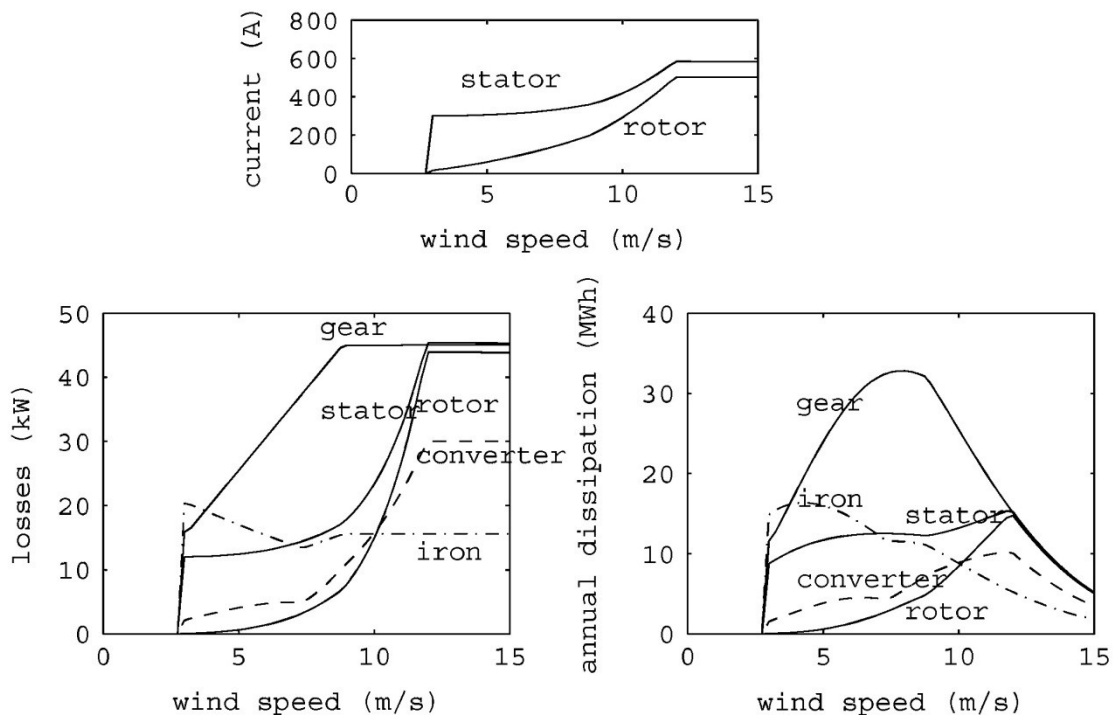 current (A)
800
600
400
200
0
stator
rotor
0 5 10 15
wind speed (m/s)
losses (kW)
50
40
30
20
10
0
gear
stator
rotor
converter
iron
0 5 10 15
wind speed (m/s)
annual dissipation (MWh)
40
30
20
10
0
gear
iron
stator
converter
rotor
0 5 10 15
wind speed (m/s)